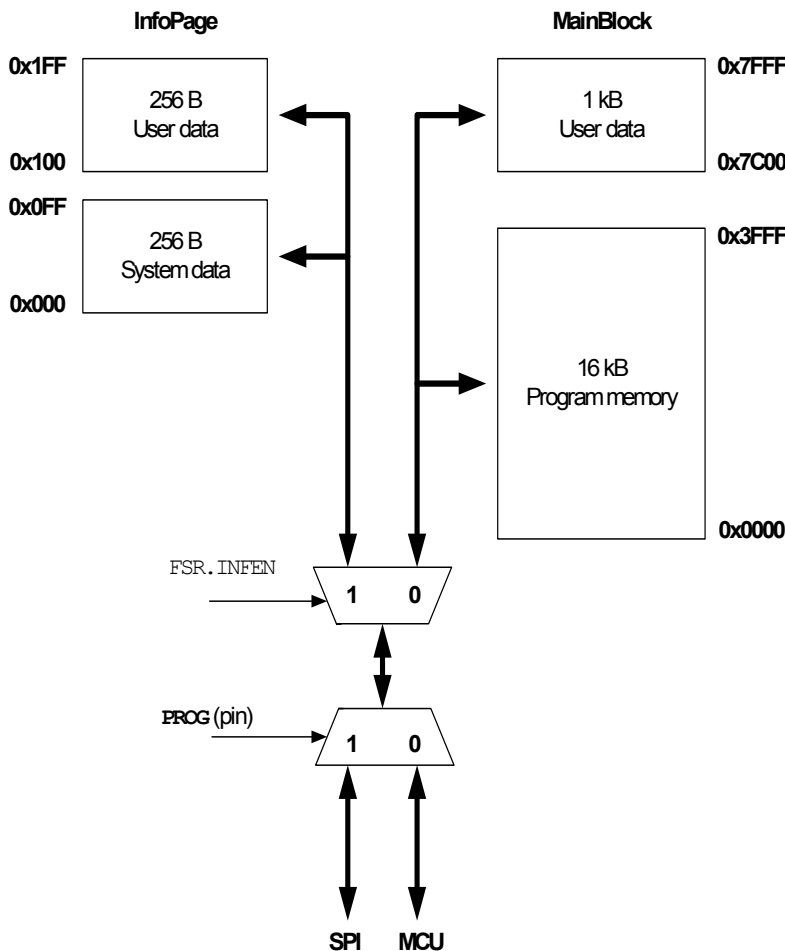 InfoPage
MainBlock
0x1FF
256 B
User data
0x100
0x0FF
256 B
System data
0x000
1 kB
User data
0x7FFF
0x7C00
0x3FFF
16 kB
Program memory
0x0000
FSR.INFEN
1 0
PROG (pin)
1 0
SPI MCU